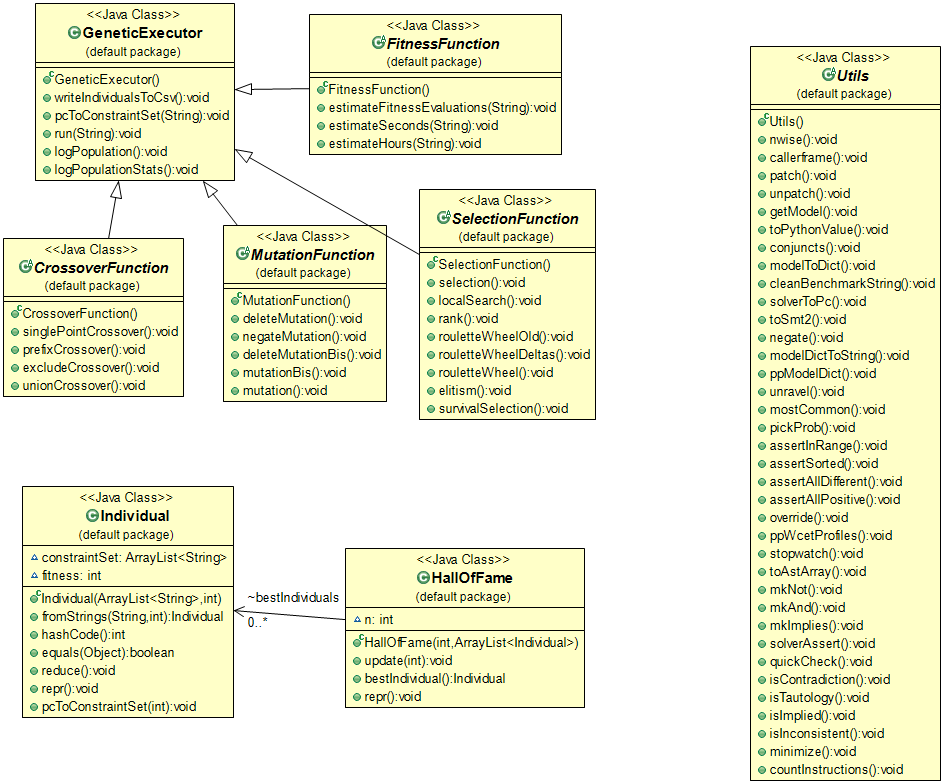 <<Java Class>>
GeneticExecutor
(default package)
GeneticExecutor()
writeIndividualsToCsv():void
pcToConstraintSet(String):void
run(String):void
logPopulation():void
logPopulationStats():void
<<Java Class>>
FitnessFunction
(default package)
FitnessFunction()
estimateFitnessEvaluations(String):void
estimateSeconds(String):void
estimateHours(String):void
<<Java Class>>
CrossoverFunction
(default package)
CrossoverFunction()
singlePointCrossover():void
prefixCrossover():void
excludeCrossover():void
unionCrossover():void
<<Java Class>>
MutationFunction
(default package)
MutationFunction()
deleteMutation():void
negateMutation():void
deleteMutationBis():void
mutationBis():void
mutation():void
<<Java Class>>
SelectionFunction
(default package)
SelectionFunction()
selection():void
localSearch():void
rank():void
rouletteWheelOld():void
rouletteWheelDeltas():void
rouletteWheel():void
elitism():void
survivalSelection():void
<<Java Class>>
Individual
(default package)
constraintSet: ArrayList<String>
fitness: int
Individual(ArrayList<String>,int)
fromStrings(String,int):Individual
hashCode():int
equals(Object):boolean
reduce():void
repr():void
pcToConstraintSet(int):void
~bestIndividuals
0..*
<<Java Class>>
HallOfFame
(default package)
n: int
HallOfFame(int,ArrayList<Individual>)
update(int):void
bestIndividual():Individual
repr():void
<<Java Class>>
Utils
(default package)
Utils()
nwise():void
callerframe():void
patch():void
unpatch():void
getModel():void
toPythonValue():void
conjuncts():void
modelToDict():void
cleanBenchmarkString():void
solverToPc():void
toSmt2():void
negate():void
modelDictToString():void
ppModelDict():void
unravel():void
mostCommon():void
pickProb():void
assertInRange():void
assertSorted():void
assertAllDifferent():void
assertAllPositive():void
override():void
ppWcetProfiles():void
stopwatch():void
toAstArray():void
mkNot():void
mkAnd():void
mkImplies():void
solverAssert():void
quickCheck():void
isContradiction():void
isTautology():void
isImplied():void
isInconsistent():void
minimize():void
countInstructions():void